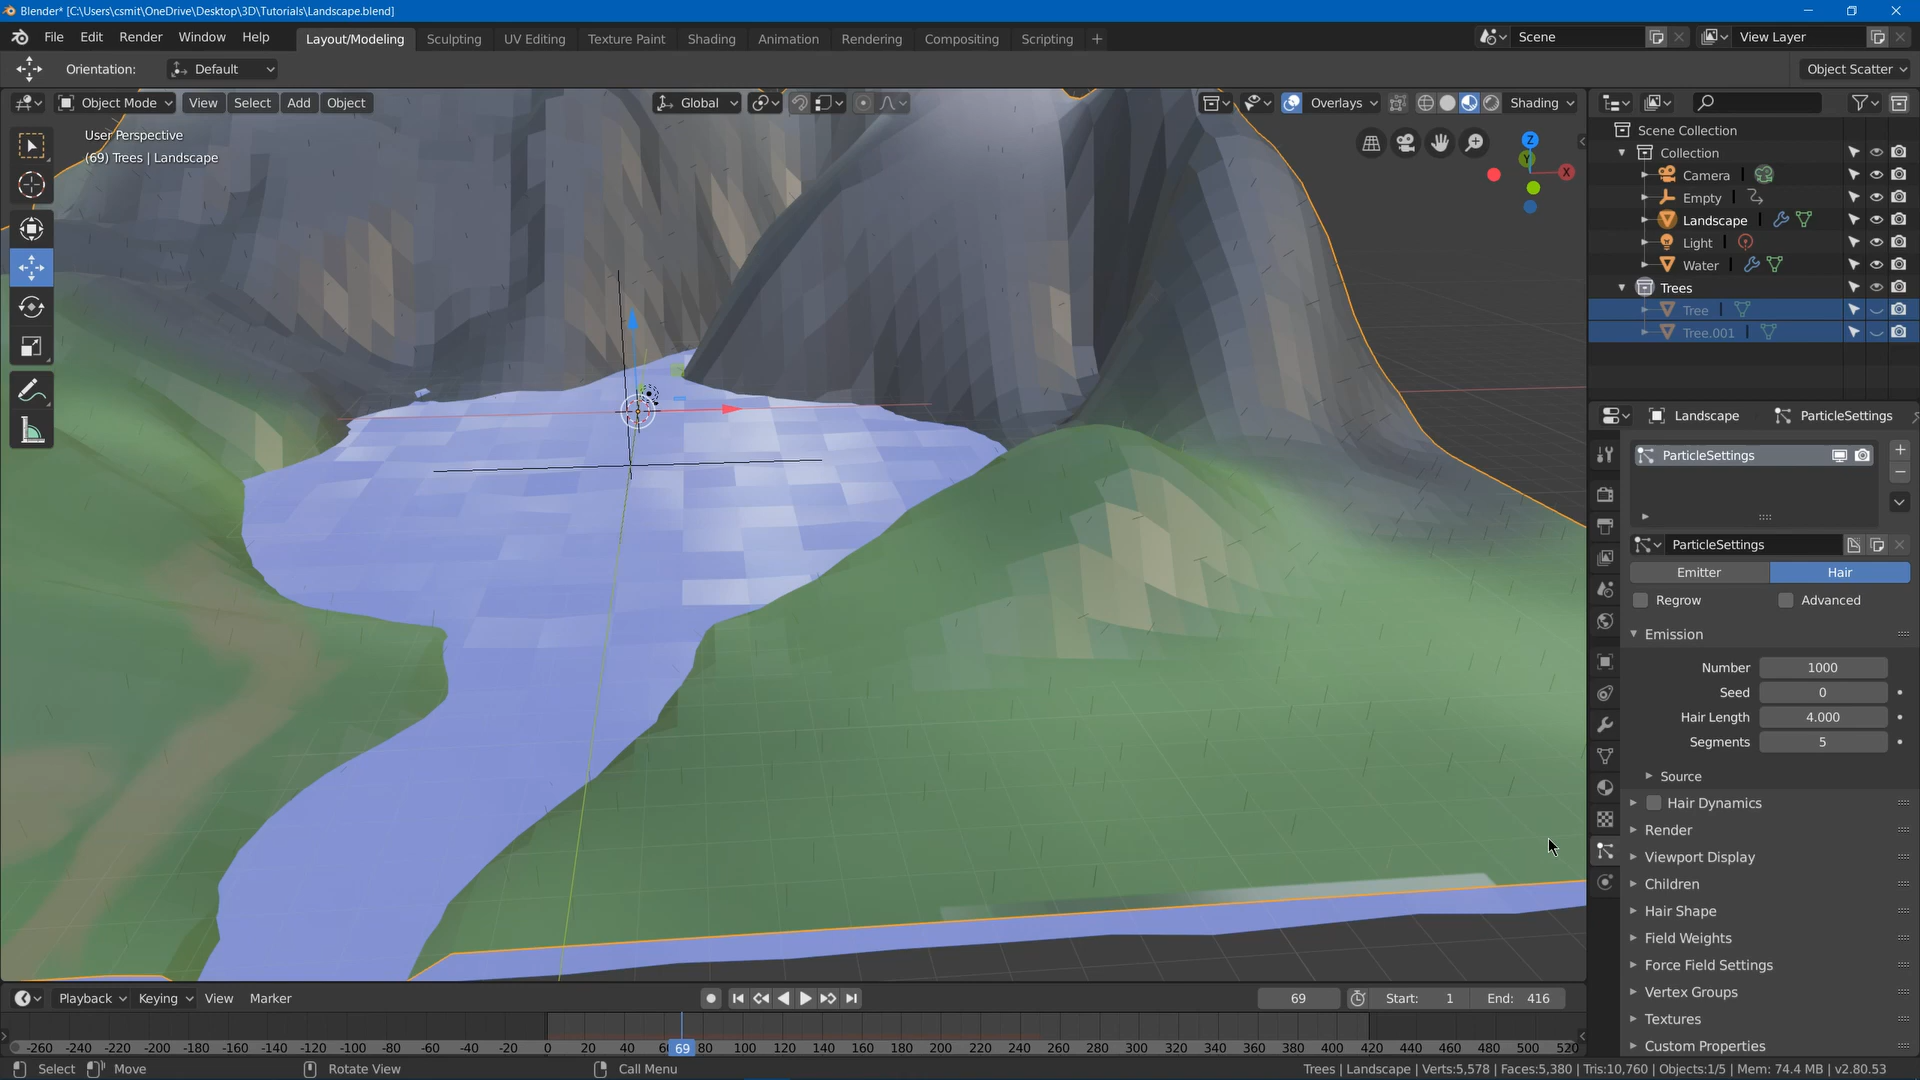 Blender* [C:\Users\csmit\OneDrive\Desktop\3D\Tutorials\Landscape.blend]
File Edit Render Window Help Layout/Modeling Sculpting UV Editing Texture Paint Shading Animation Rendering Compositing Scripting + Scene View Layer
Orientation: Default Object Scatter
Object Mode View Select Add Object Global Overlays Shading
User Perspective
(69) Trees | Landscape
Z
Y
X
Scene Collection
Collection
Camera
Empty
Landscape
Light
Water
Trees
Tree
Tree.001
Landscape ParticleSettings
ParticleSettings
ParticleSettings
Emitter Hair
Regrow Advanced
Emission
Number 1000
Seed 0
Hair Length 4.000
Segments 5
Source
Hair Dynamics
Render
Viewport Display
Children
Hair Shape
Field Weights
Force Field Settings
Vertex Groups
Textures
Custom Properties
Playback Keying View Marker 69 Start: 1 End: 416
-260 -240 -220 -200 -180 -160 -140 -120 -100 -80 -60 -40 -20 0 20 40 69 80 100 120 140 160 180 200 220 240 260 280 300 320 340 360 380 400 420 440 460 480 500 520
Select Move Rotate View Call Menu Trees | Landscape | Verts:5,578 | Faces:5,380 | Tris:10,760 | Objects:1/5 | Mem: 74.4 MB | v2.80.53